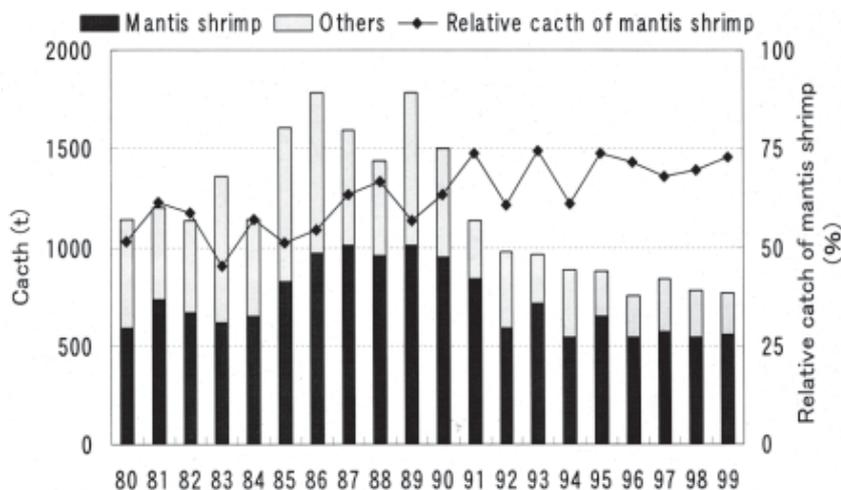 Mantis shrimp Others Relative cacth of mantis shrimp
2000
1500
1000
500
0
Cacth (t)
100
75
50
25
0
Relative catch of mantis shrimp
(%)
80 81 82 83 84 85 86 87 88 89 90 91 92 93 94 95 96 97 98 99